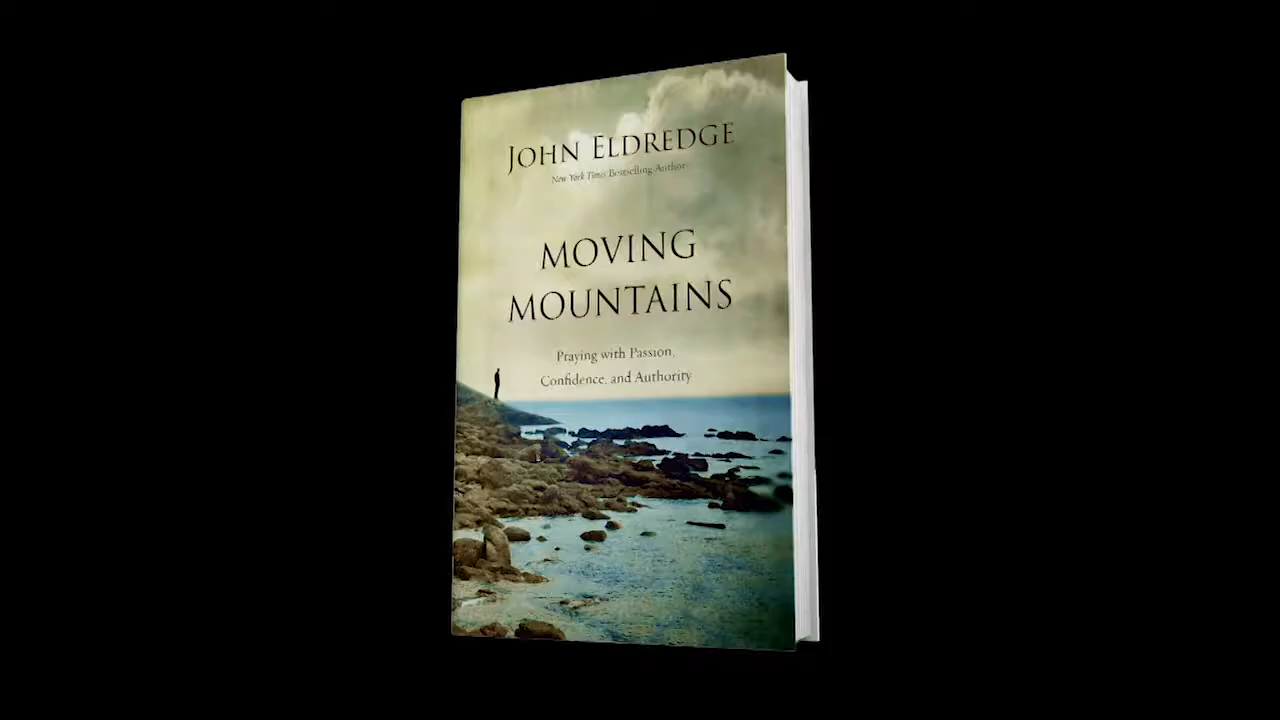 JOHN ELDREDGE
New York Times Bestselling Author
MOVING
MOUNTAINS
Praying with Passion,
Confidence, and Authority